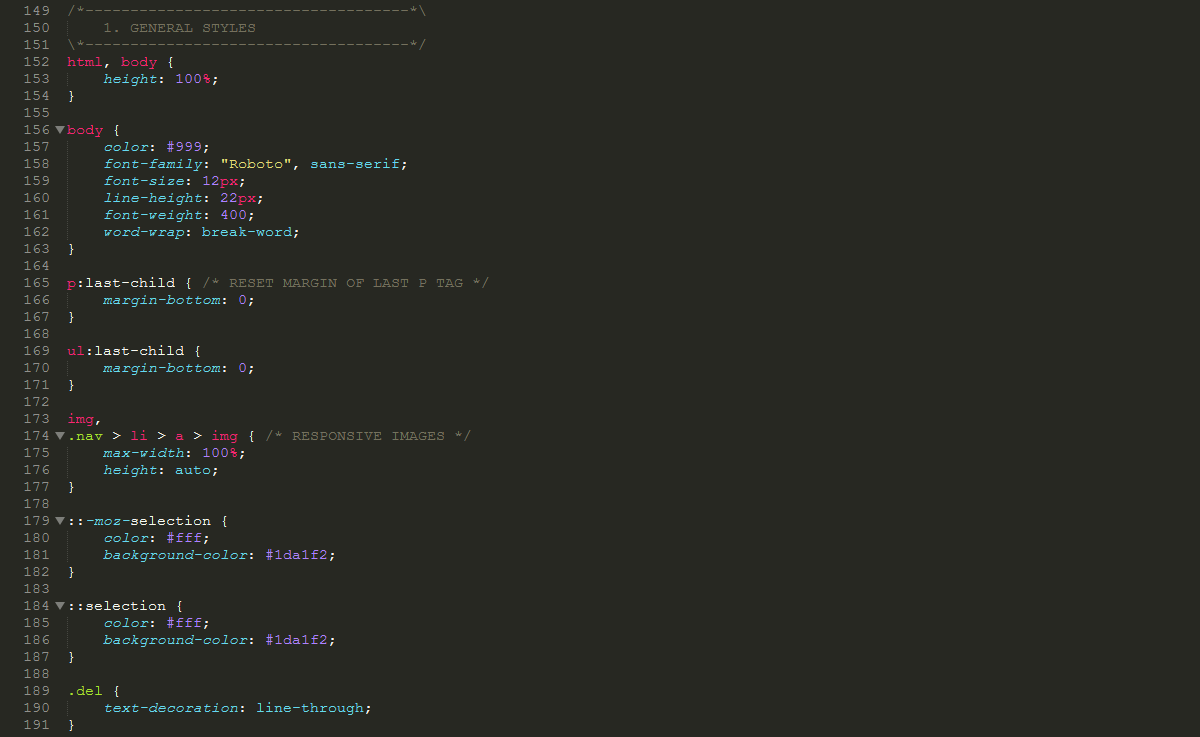 149 /*------------------------------------*\
150     1. GENERAL STYLES
151 \*------------------------------------*/
152 html, body {
153     height: 100%;
154 }
155
156 body {
157     color: #999;
158     font-family: "Roboto", sans-serif;
159     font-size: 12px;
160     line-height: 22px;
161     font-weight: 400;
162     word-wrap: break-word;
163 }
164
165 p:last-child { /* RESET MARGIN OF LAST P TAG */
166     margin-bottom: 0;
167 }
168
169 ul:last-child {
170     margin-bottom: 0;
171 }
172
173 img,
174 .nav > li > a > img { /* RESPONSIVE IMAGES */
175     max-width: 100%;
176     height: auto;
177 }
178
179 ::-moz-selection {
180     color: #fff;
181     background-color: #1da1f2;
182 }
183
184 ::selection {
185     color: #fff;
186     background-color: #1da1f2;
187 }
188
189 .del {
190     text-decoration: line-through;
191 }